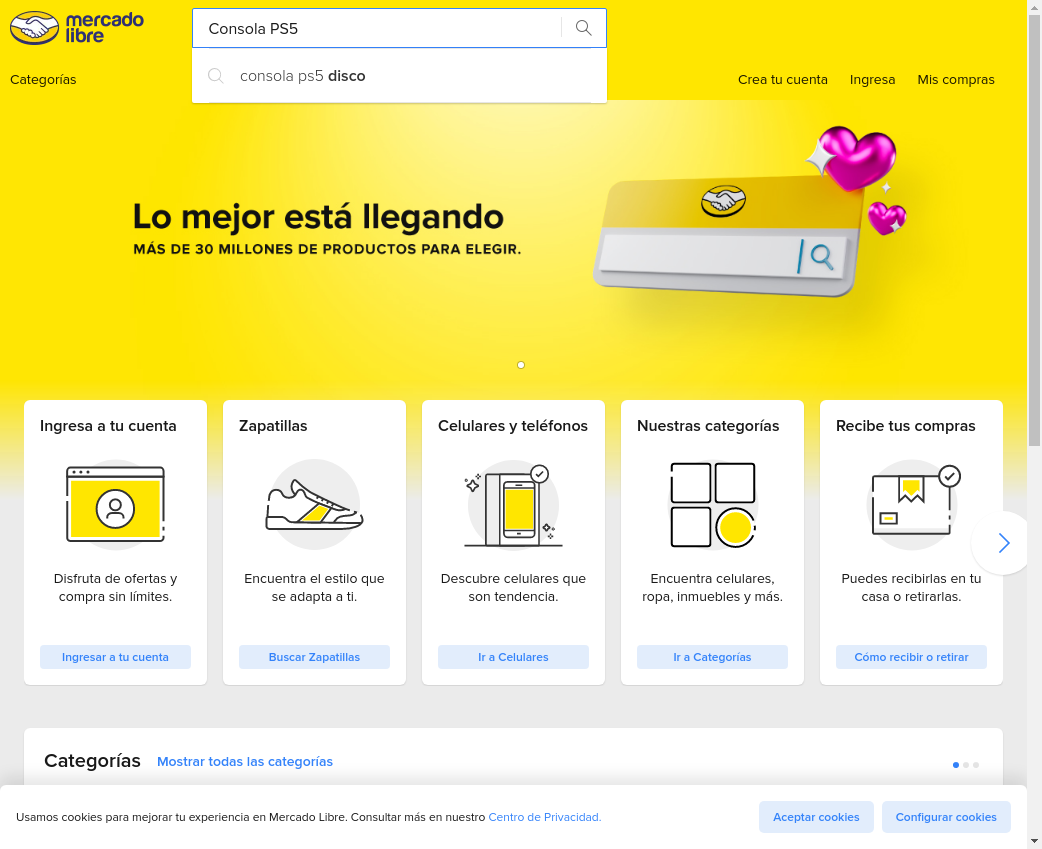 mercado
libre
Consola PS5
consola ps5 disco
Categorías
Crea tu cuenta Ingresa Mis compras
Lo mejor está llegando
MÁS DE 30 MILLONES DE PRODUCTOS PARA ELEGIR.
Ingresa a tu cuenta
Disfruta de ofertas y
compra sin límites.
Ingresar a tu cuenta
Zapatillas
Encuentra el estilo que
se adapta a ti.
Buscar Zapatillas
Celulares y teléfonos
Descubre celulares que
son tendencia.
Ir a Celulares
Nuestras categorías
Encuentra celulares,
ropa, inmuebles y más.
Ir a Categorías
Recibe tus compras
Puedes recibirlas en tu
casa o retirarlas.
Cómo recibir o retirar
Categorías Mostrar todas las categorías
Usamos cookies para mejorar tu experiencia en Mercado Libre. Consultar más en nuestro Centro de Privacidad.
Aceptar cookies Configurar cookies